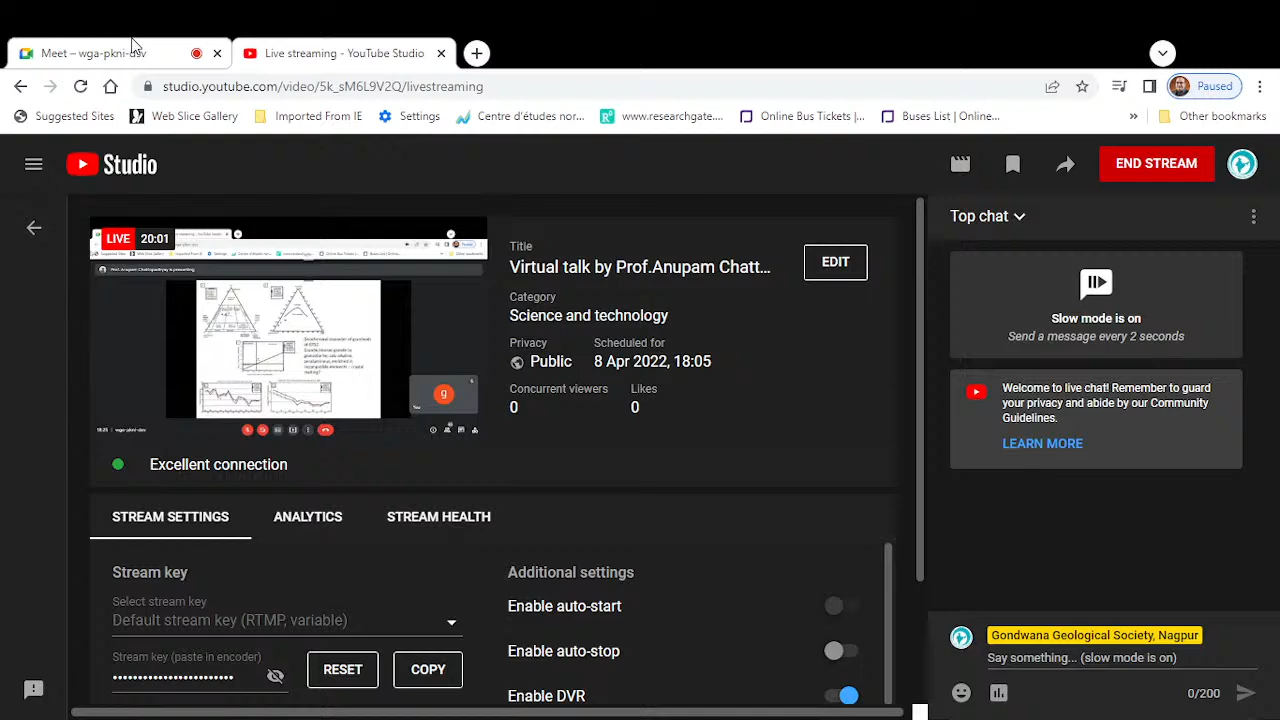 Meet – wga-pkni-dsv
Live streaming - YouTube Studio
studio.youtube.com/video/5k_sM6L9V2Q/livestreaming
Paused
Suggested Sites
Web Slice Gallery
Imported From IE
Settings
Centre d'études nor...
www.researchgate....
Online Bus Tickets |...
Buses List | Online...
»
Other bookmarks
Studio
END STREAM
LIVE 20:01
Prof. Anupam Chattopadhyay is presenting
g
You
Title
Virtual talk by Prof.Anupam Chatt...
EDIT
Category
Science and technology
Privacy
Public
Scheduled for
8 Apr 2022, 18:05
Concurrent viewers
0
Likes
0
Excellent connection
STREAM SETTINGS
ANALYTICS
STREAM HEALTH
Stream key
Select stream key
Default stream key (RTMP, variable)
Stream key (paste in encoder)
••••••••••••••••••••••••
RESET
COPY
Additional settings
Enable auto-start
Enable auto-stop
Enable DVR
Top chat
Slow mode is on
Send a message every 2 seconds
Welcome to live chat! Remember to guard
your privacy and abide by our Community
Guidelines.
LEARN MORE
Gondwana Geological Society, Nagpur
Say something... (slow mode is on)
0/200